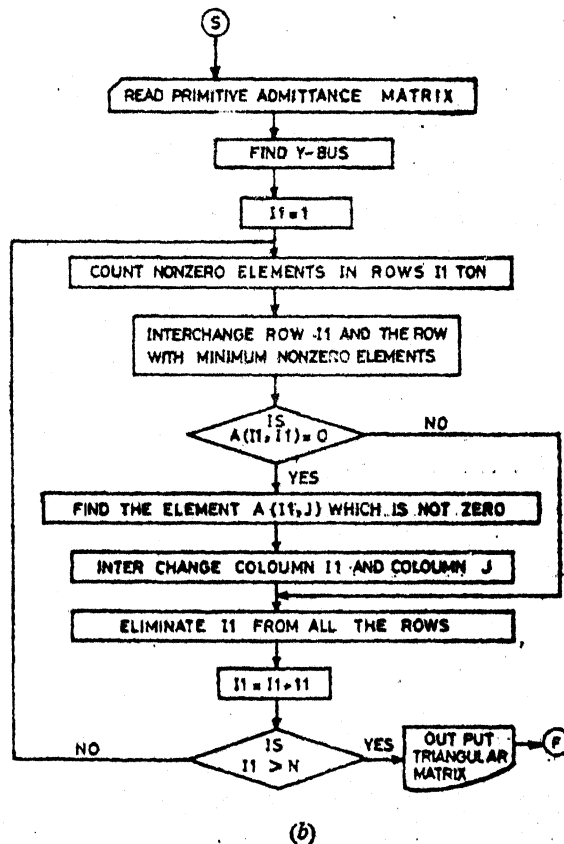 S
READ PRIMITIVE ADMITTANCE MATRIX
FIND Y-BUS
I1 = 1
COUNT NONZERO ELEMENTS IN ROWS I1 TON
INTERCHANGE ROW I1 AND THE ROW
WITH MINIMUM NONZERO ELEMENTS
IS
A(I1, I1) = 0
NO
YES
FIND THE ELEMENT A (I1,J) WHICH IS NOT ZERO
INTER CHANGE COLOUMN I1 AND COLOUMN J
ELIMINATE I1 FROM ALL THE ROWS
I1 = I1+11
NO
IS
I1 > N
YES
OUT PUT
TRIANGULAR
MATRIX
F
(b)